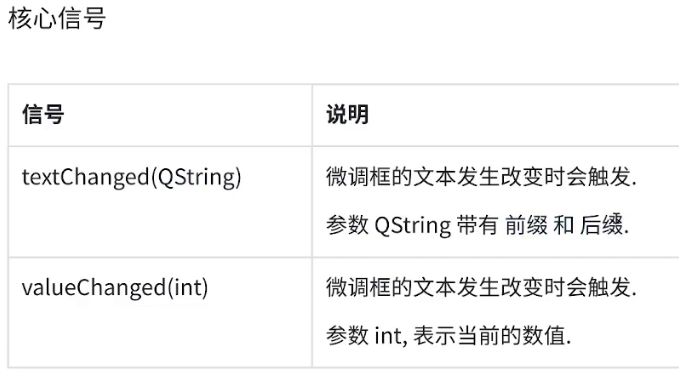 核心信号
信号
说明
textChanged(QString)
微调框的文本发生改变时会触发.
参数 QString 带有 前缀 和 后缀.
valueChanged(int)
微调框的文本发生改变时会触发.
参数 int, 表示当前的数值.